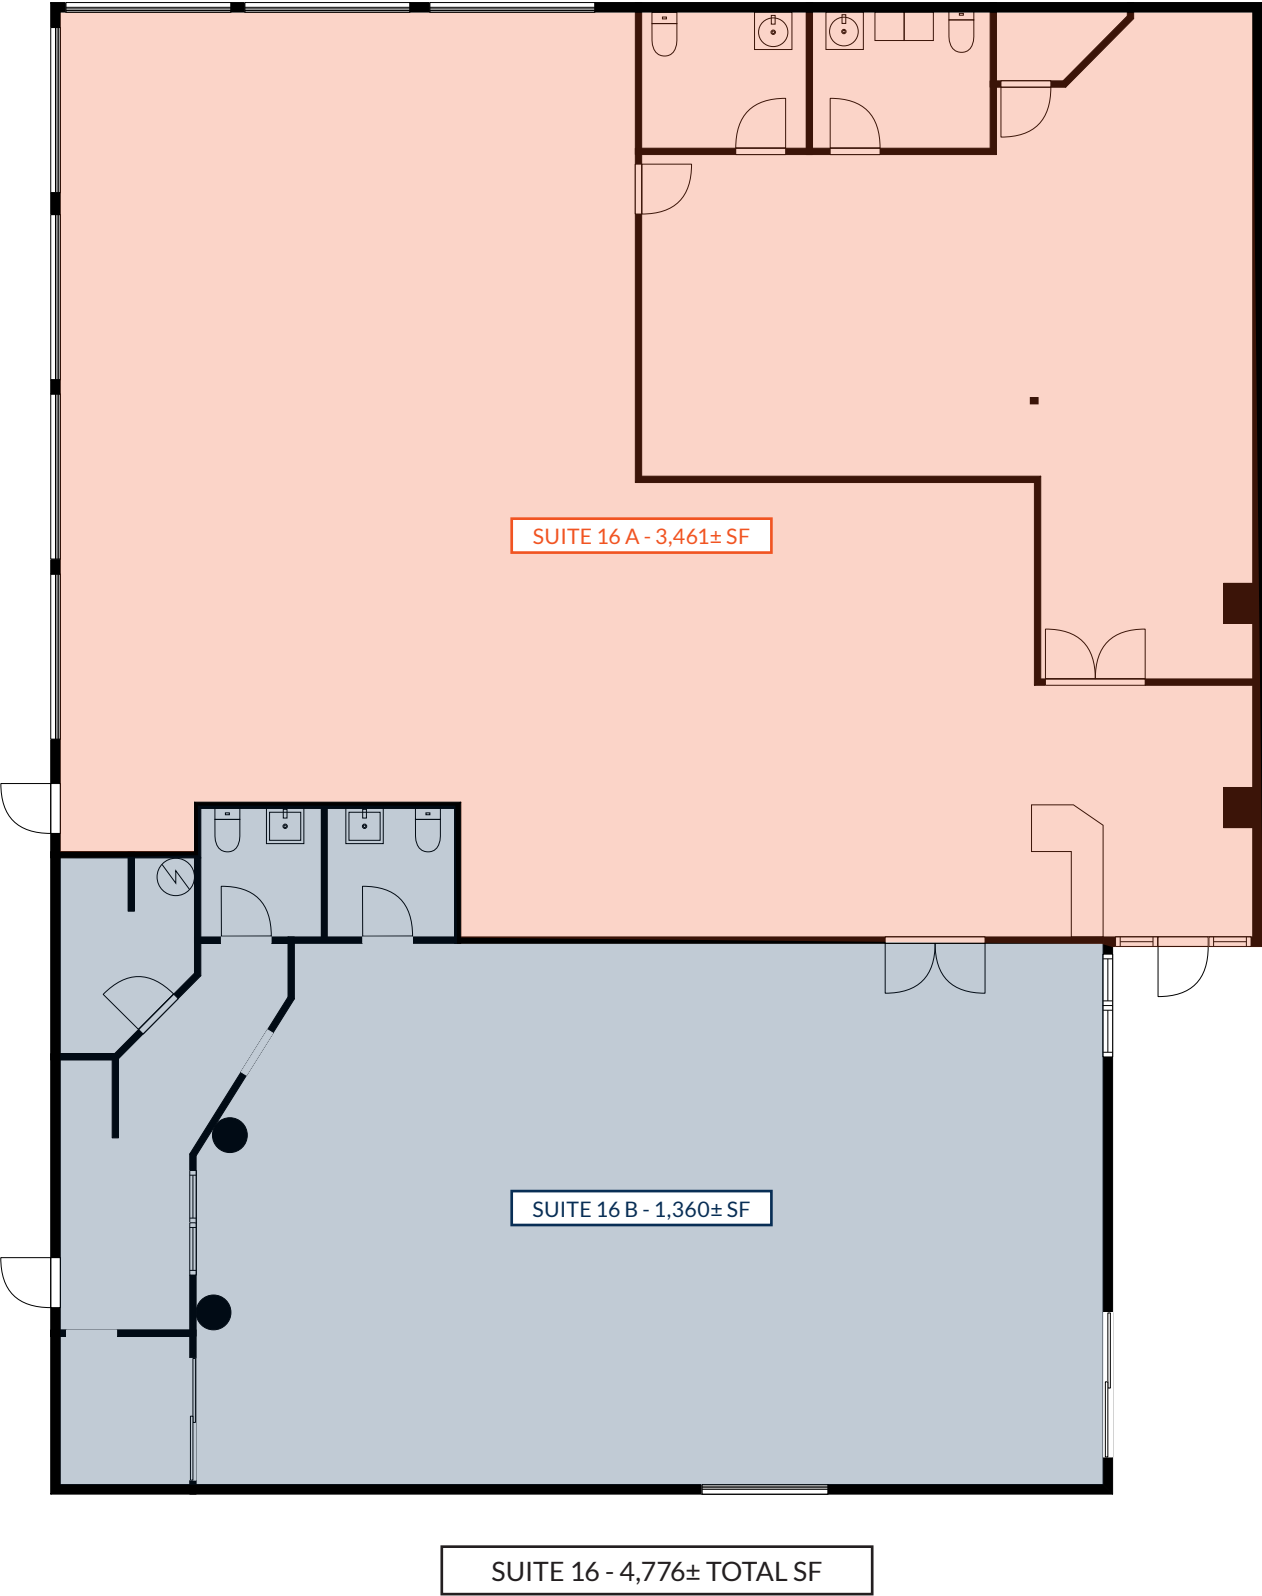 SUITE 16 A - 3,461± SF
SUITE 16 B - 1,360± SF
SUITE 16 - 4,776± TOTAL SF